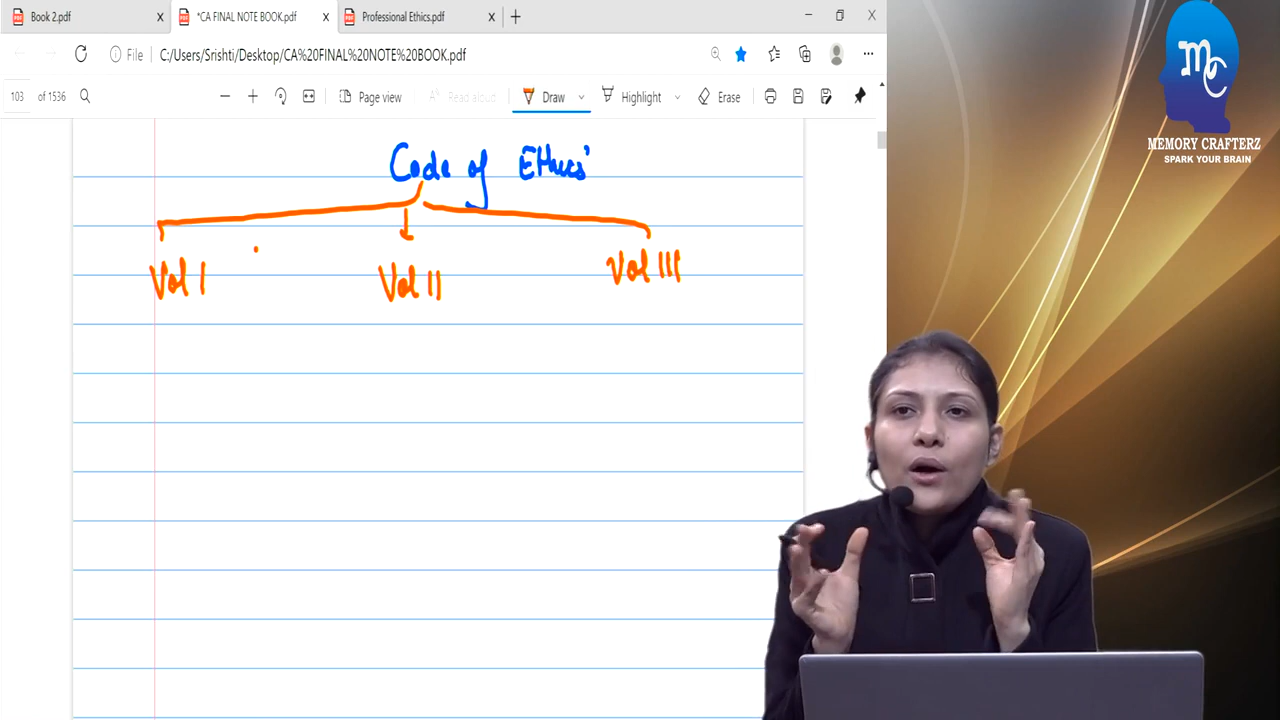 Book 2.pdf
*CA FINAL NOTE BOOK.pdf
Professional Ethics.pdf
File
C:/Users/Srishti/Desktop/CA%20FINAL%20NOTE%20BOOK.pdf
103 of 1536
Page view
Read aloud
Draw
Highlight
Erase
Code of Ethics
Vol I
Vol II
Vol III
MC
MEMORY CRAFTERZ
SPARK YOUR BRAIN